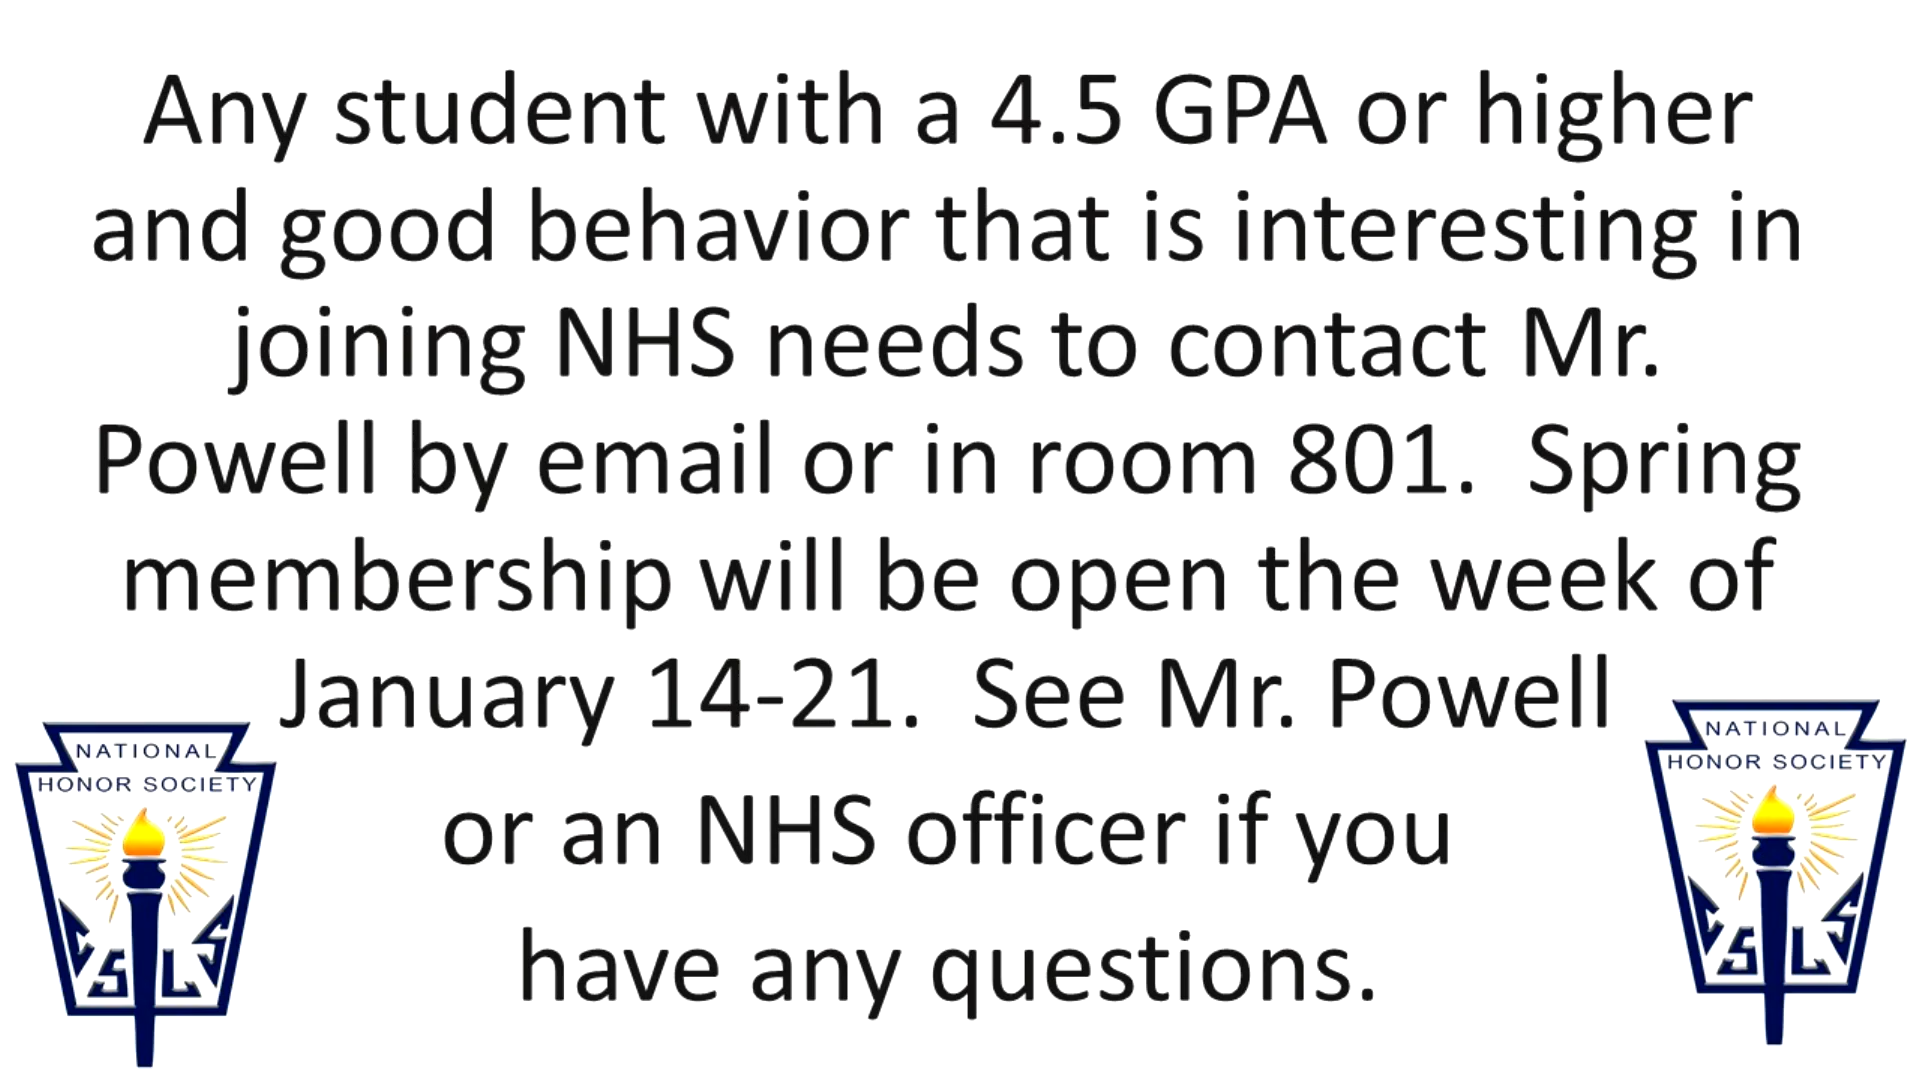 Any student with a 4.5 GPA or higher
and good behavior that is interesting in
joining NHS needs to contact Mr.
Powell by email or in room 801.  Spring
membership will be open the week of
January 14-21.  See Mr. Powell
or an NHS officer if you
have any questions.
NATIONAL
HONOR SOCIETY
C S L S
NATIONAL
HONOR SOCIETY
C S L S